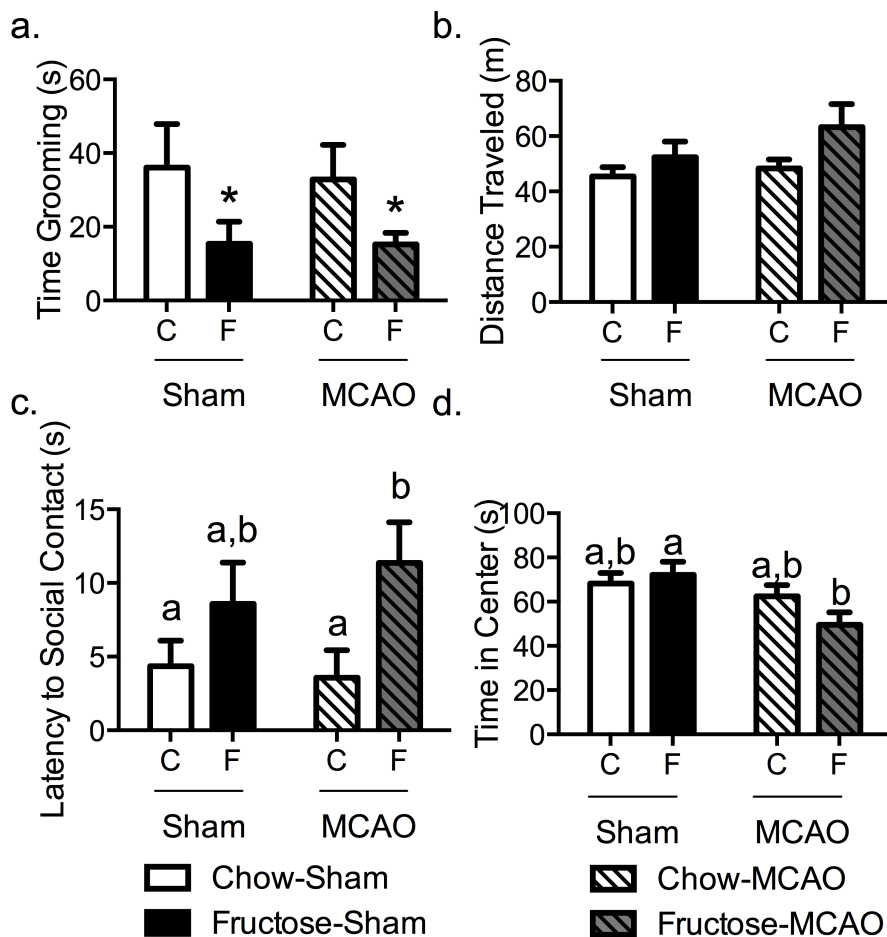 a.
Time Grooming (s)
60
40
20
0
*
*
C F C F
Sham MCAO
b.
Distance Traveled (m)
80
60
40
20
0
C F C F
Sham MCAO
c.
Latency to Social Contact (s)
15
10
5
0
a a,b a b
C F C F
Sham MCAO
d.
Time in Center (s)
100
80
60
40
20
0
a,b a a,b b
C F C F
Sham MCAO
Chow-Sham
Fructose-Sham
Chow-MCAO
Fructose-MCAO